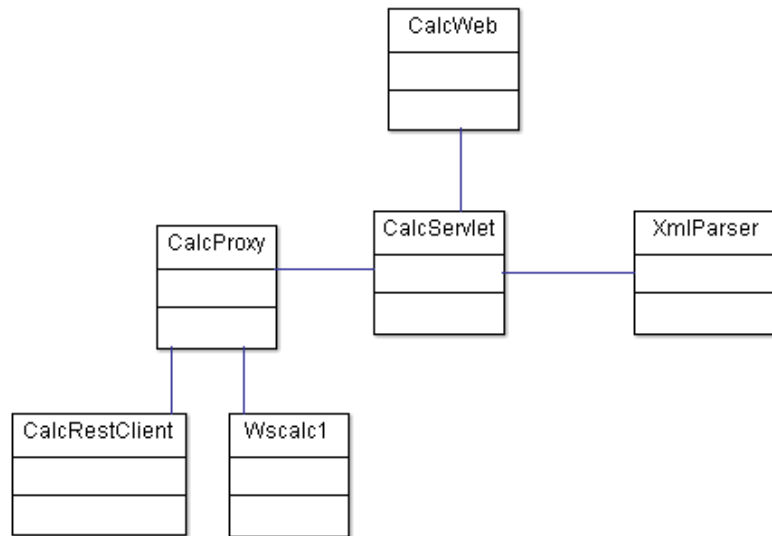 CalcWeb
CalcServlet
XmlParser
CalcProxy
CalcRestClient
Wscalc1